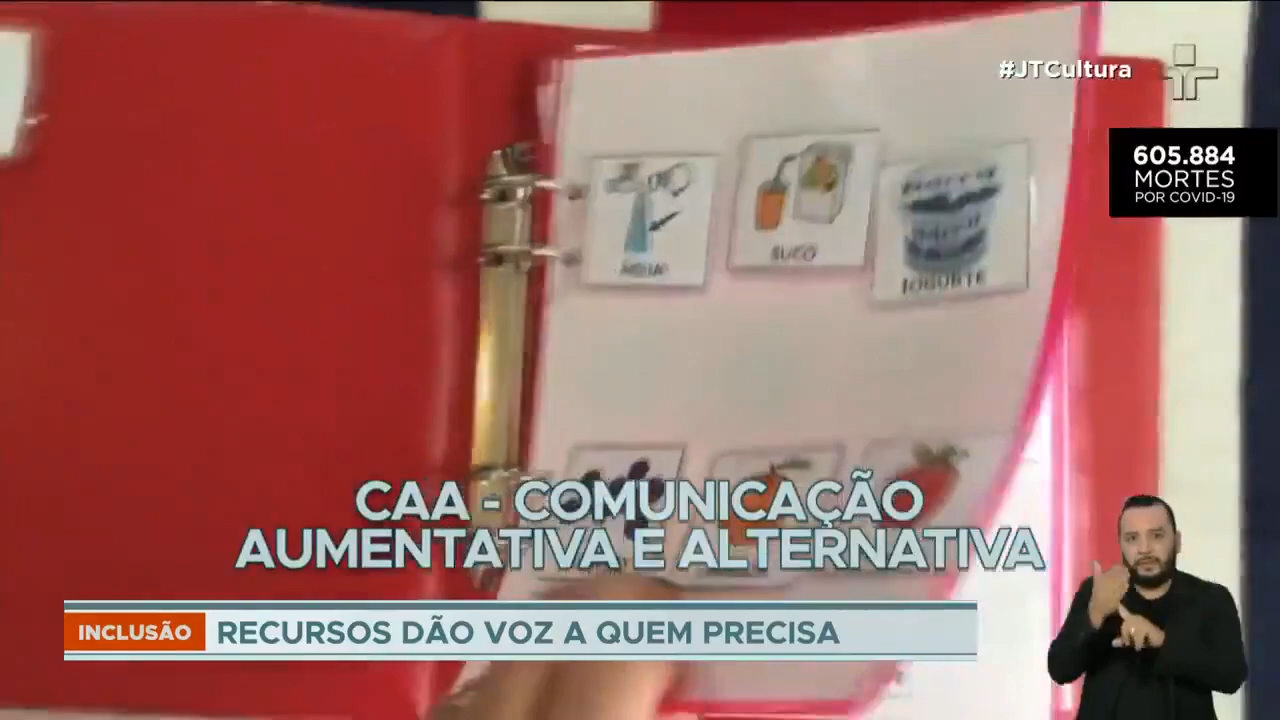 #JTCultura
605.884
MORTES
POR COVID-19
SUCO
IOGURTE
CAA - COMUNICAÇÃO
AUMENTATIVA E ALTERNATIVA
INCLUSÃO
RECURSOS DÃO VOZ A QUEM PRECISA